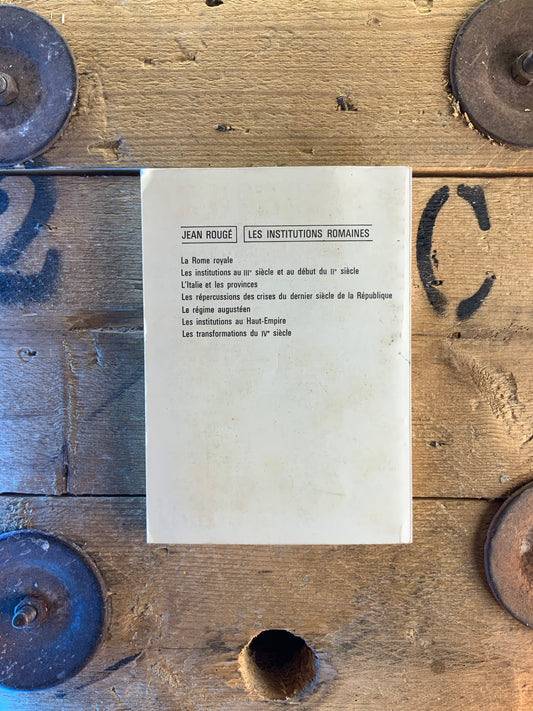 JEAN ROUGÉ LES INSTITUTIONS ROMAINES
La Rome royale
Les institutions au IIIe siècle et au début du IIe siècle
L'Italie et les provinces
Les répercussions des crises du dernier siècle de la République
Le régime augustéen
Les institutions au Haut-Empire
Les transformations du IVe siècle
2 C